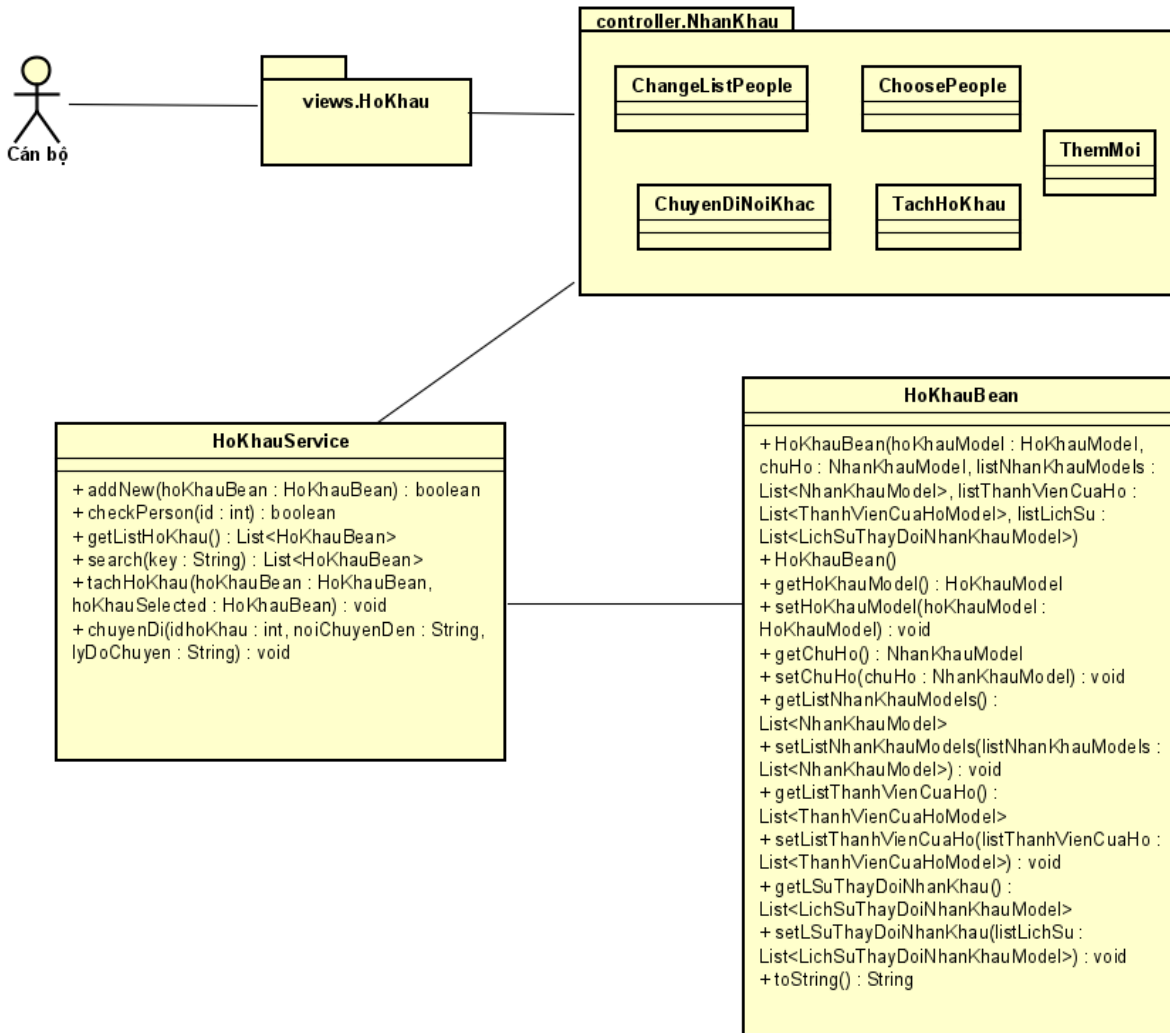 controller.NhanKhau
ChangeListPeople
ChoosePeople
views.HoKhau
ThemMoi
Cán bộ
ChuyenDiNoiKhac
TachHoKhau
HoKhauService
+ addNew(hoKhauBean : HoKhauBean) : boolean
+ checkPerson(id : int) : boolean
+ getListHoKhau() : List<HoKhauBean>
+ search(key : String) : List<HoKhauBean>
+ tachHoKhau(hoKhauBean : HoKhauBean,
hoKhauSelected : HoKhauBean) : void
+ chuyenDi(idhoKhau : int, noiChuyenDen : String,
lyDoChuyen : String) : void
HoKhauBean
+ HoKhauBean(hoKhauModel : HoKhauModel,
chuHo : NhanKhauModel, listNhanKhauModels :
List<NhanKhauModel>, listThanhVienCuaHo :
List<ThanhVienCuaHoModel>, listLichSu :
List<LichSuThayDoiNhanKhauModel>)
+ HoKhauBean()
+ getHoKhauModel() : HoKhauModel
+ setHoKhauModel(hoKhauModel :
HoKhauModel) : void
+ getChuHo() : NhanKhauModel
+ setChuHo(chuHo : NhanKhauModel) : void
+ getListNhanKhauModels() :
List<NhanKhauModel>
+ setListNhanKhauModels(listNhanKhauModels :
List<NhanKhauModel>) : void
+ getListThanhVienCuaHo() :
List<ThanhVienCuaHoModel>
+ setListThanhVienCuaHo(listThanhVienCuaHo :
List<ThanhVienCuaHoModel>) : void
+ getLSuThayDoiNhanKhau() :
List<LichSuThayDoiNhanKhauModel>
+ setLSuThayDoiNhanKhau(listLichSu :
List<LichSuThayDoiNhanKhauModel>) : void
+ toString() : String